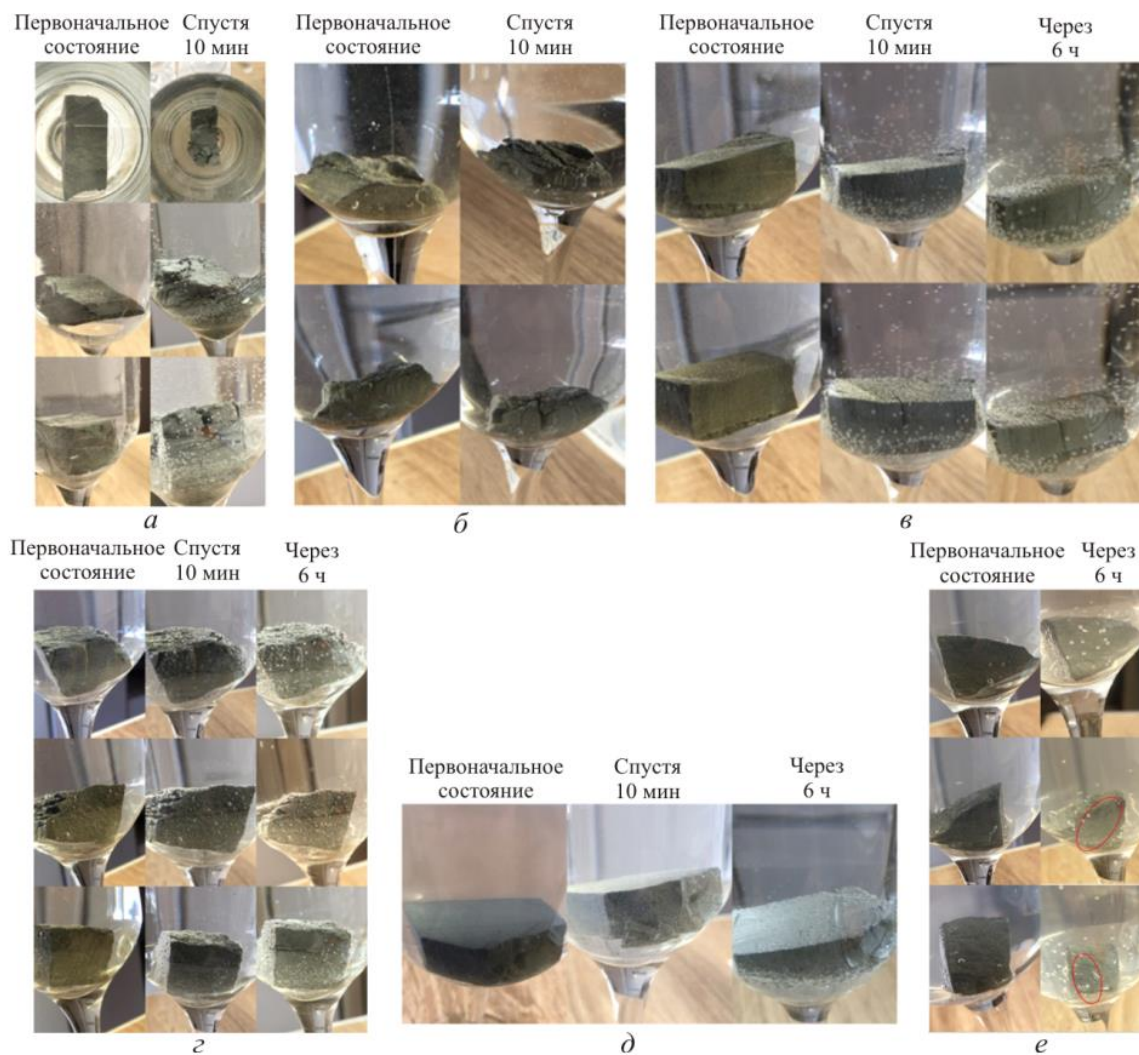 Первоначальное состояние
Спустя 10 мин
Первоначальное состояние
Спустя 10 мин
Первоначальное состояние
Спустя 10 мин
Через 6 ч
а
б
в
Первоначальное состояние
Спустя 10 мин
Через 6 ч
Первоначальное состояние
Спустя 10 мин
Через 6 ч
Первоначальное состояние
Через 6 ч
г
д
е